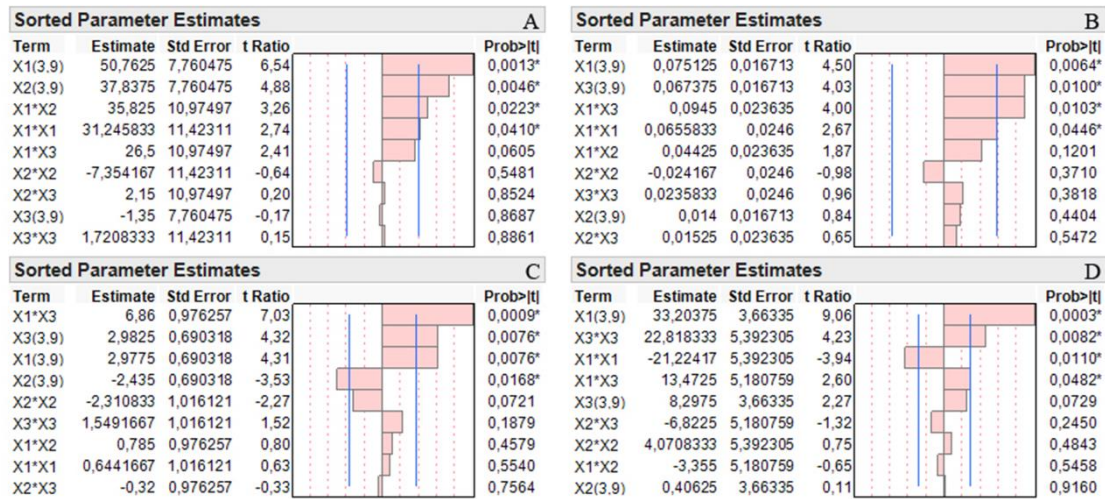 Sorted Parameter Estimates A
Term Estimate Std Error t Ratio Prob>|t|
X1(3.9) 50,7625 7,760475 6,54 0,0013*
X2(3.9) 37,8375 7,760475 4,88 0,0046*
X1*X2 35,825 10,97497 3,26 0,0223*
X1*X1 31,245833 11,42311 2,74 0,0410*
X1*X3 26,5 10,97497 2,41 0,0605
X2*X2 -7,354167 11,42311 -0,64 0,5481
X2*X3 2,15 10,97497 0,20 0,8524
X3(3.9) -1,35 7,760475 -0,17 0,8687
X3*X3 1,7208333 11,42311 0,15 0,8861
Sorted Parameter Estimates B
Term Estimate Std Error t Ratio Prob>|t|
X1(3.9) 0,075125 0,016713 4,50 0,0064*
X3(3.9) 0,067375 0,016713 4,03 0,0100*
X1*X3 0,0945 0,023635 4,00 0,0103*
X1*X1 0,0655833 0,0246 2,67 0,0446*
X1*X2 0,04425 0,023635 1,87 0,1201
X2*X2 -0,024167 0,0246 -0,98 0,3710
X3*X3 0,0235833 0,0246 0,96 0,3818
X2(3.9) 0,014 0,016713 0,84 0,4404
X2*X3 0,01525 0,023635 0,65 0,5472
Sorted Parameter Estimates C
Term Estimate Std Error t Ratio Prob>|t|
X1*X3 6,86 0,976257 7,03 0,0009*
X3(3.9) 2,9825 0,690318 4,32 0,0076*
X1(3.9) 2,9775 0,690318 4,31 0,0076*
X2(3.9) -2,435 0,690318 -3,53 0,0168*
X2*X2 -2,310833 1,016121 -2,27 0,0721
X3*X3 1,5491667 1,016121 1,52 0,1879
X1*X2 0,785 0,976257 0,80 0,4579
X1*X1 0,6441667 1,016121 0,63 0,5540
X2*X3 -0,32 0,976257 -0,33 0,7564
Sorted Parameter Estimates D
Term Estimate Std Error t Ratio Prob>|t|
X1(3.9) 33,20375 3,66335 9,06 0,0003*
X3*X3 22,818333 5,392305 4,23 0,0082*
X1*X1 -21,22417 5,392305 -3,94 0,0110*
X1*X3 13,4725 5,180759 2,60 0,0482*
X3(3.9) 8,2975 3,66335 2,27 0,0729
X2*X3 -6,8225 5,180759 -1,32 0,2450
X2*X2 4,0708333 5,392305 0,75 0,4843
X1*X2 -3,355 5,180759 -0,65 0,5458
X2(3.9) 0,40625 3,66335 0,11 0,9160